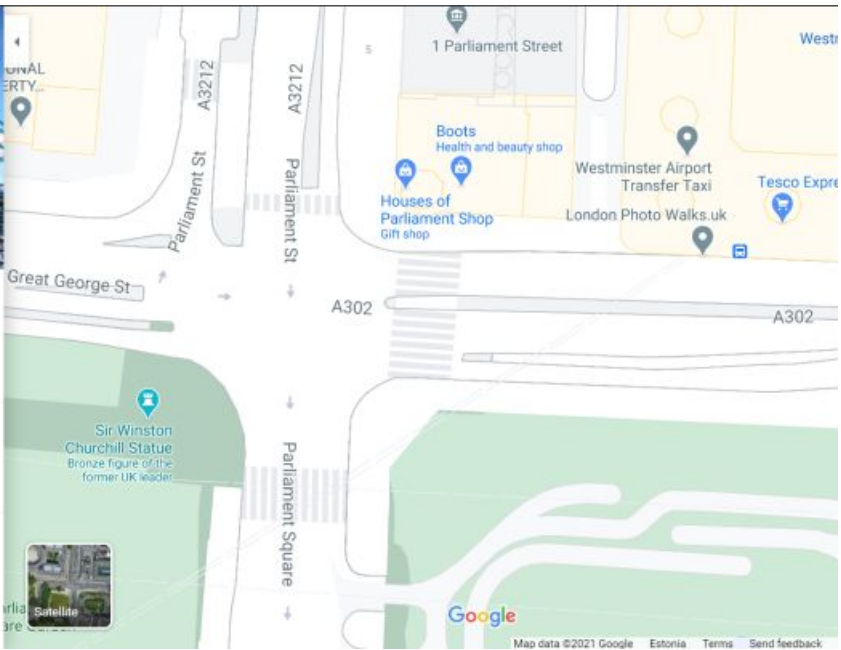 1 Parliament Street
Westr
ONAL
ERTY...
A3212
A3212
5
Boots
Health and beauty shop
Westminster Airport
Transfer Taxi
Tesco Expre
Houses of
Parliament Shop
Gift shop
London Photo Walks.uk
Parliament St
Parliament St
Great George St
A302
A302
Sir Winston
Churchill Statue
Bronze figure of the
former UK leader
Parliament Square
Satellite
Google
Map data ©2021 Google Estonia Terms Send feedback